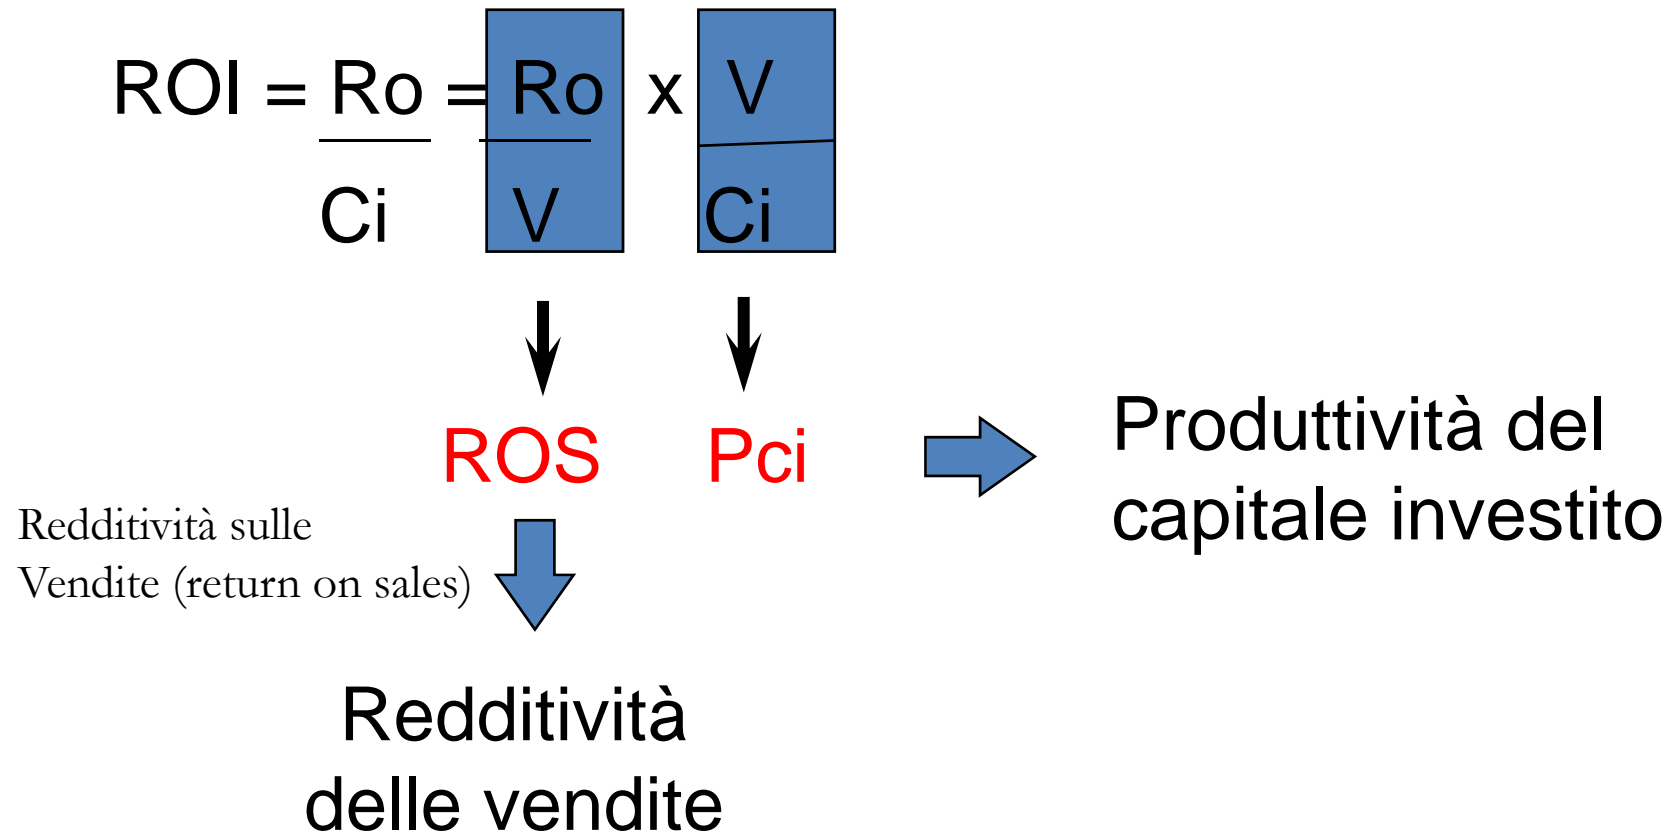 ROI = Ro = Ro x V
Ci V Ci
ROS Pci
Produttività del
capitale investito
Redditività sulle
Vendite (return on sales)
Redditività
delle vendite